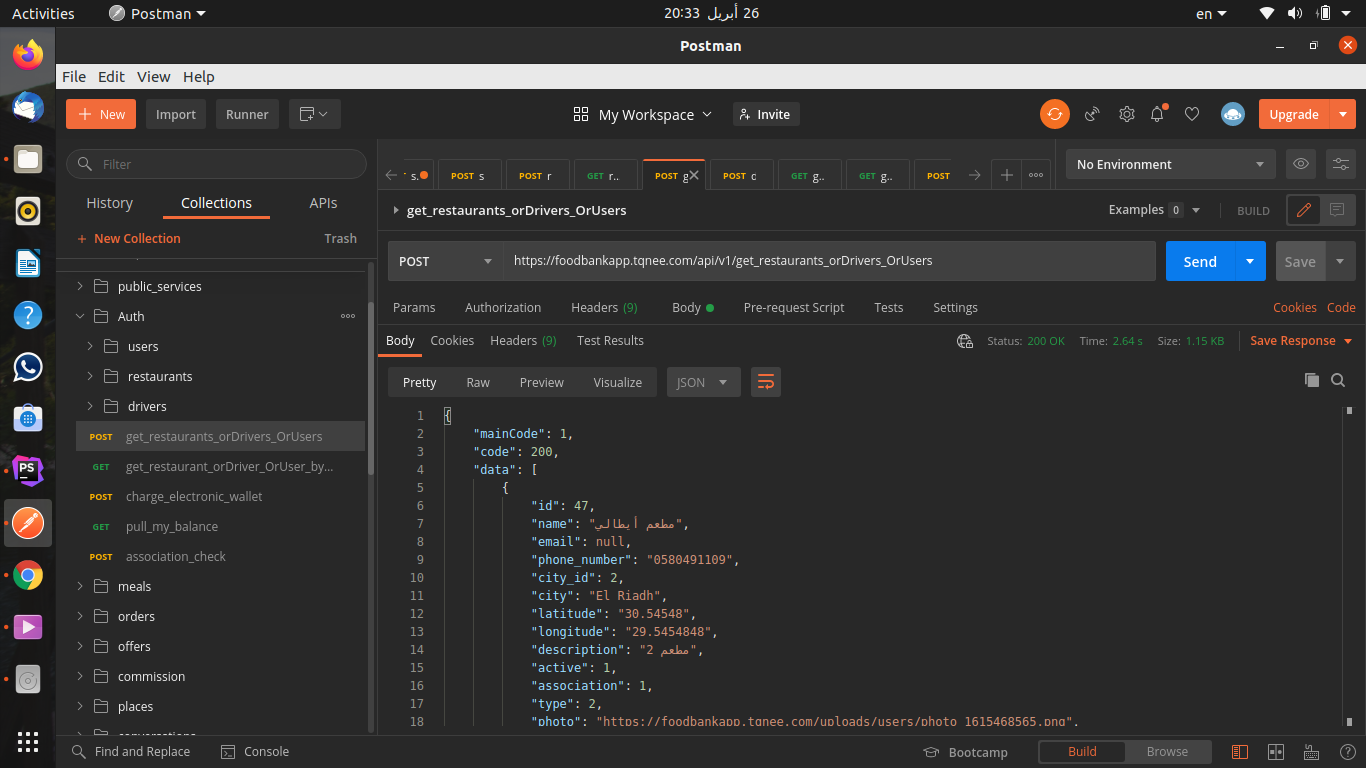 Activities
Postman
26 أبريل 20:33
en
Postman
File Edit View Help
New
Import
Runner
My Workspace
Invite
Upgrade
Filter
History
Collections
APIs
New Collection
Trash
public_services
Auth
users
restaurants
drivers
POST get_restaurants_orDrivers_OrUsers
GET get_restaurant_orDriver_OrUser_by...
POST charge_electronic_wallet
GET pull_my_balance
POST association_check
meals
orders
offers
commission
places
conversations
POST s
POST r
GET r..
POST g
POST d
GET g..
GET g..
POST
No Environment
get_restaurants_orDrivers_OrUsers
Examples 0
BUILD
POST
https://foodbankapp.tqnee.com/api/v1/get_restaurants_orDrivers_OrUsers
Send
Save
Params Authorization Headers (9) Body Pre-request Script Tests Settings
Cookies Code
Body Cookies Headers (9) Test Results
Status: 200 OK Time: 2.64 s Size: 1.15 KB
Save Response
Pretty Raw Preview Visualize JSON
1 {
2 "mainCode": 1,
3 "code": 200,
4 "data": [
5 {
6 "id": 47,
7 "name": "مطعم أيطالي",
8 "email": null,
9 "phone_number": "0580491109",
10 "city_id": 2,
11 "city": "El Riadh",
12 "latitude": "30.54548",
13 "longitude": "29.5454848",
14 "description": "مطعم 2",
15 "active": 1,
16 "association": 1,
17 "type": 2,
18 "photo": "https://foodbankapp.tqnee.com/uploads/users/photo_1615468565.png",
Find and Replace
Console
Bootcamp
Build
Browse